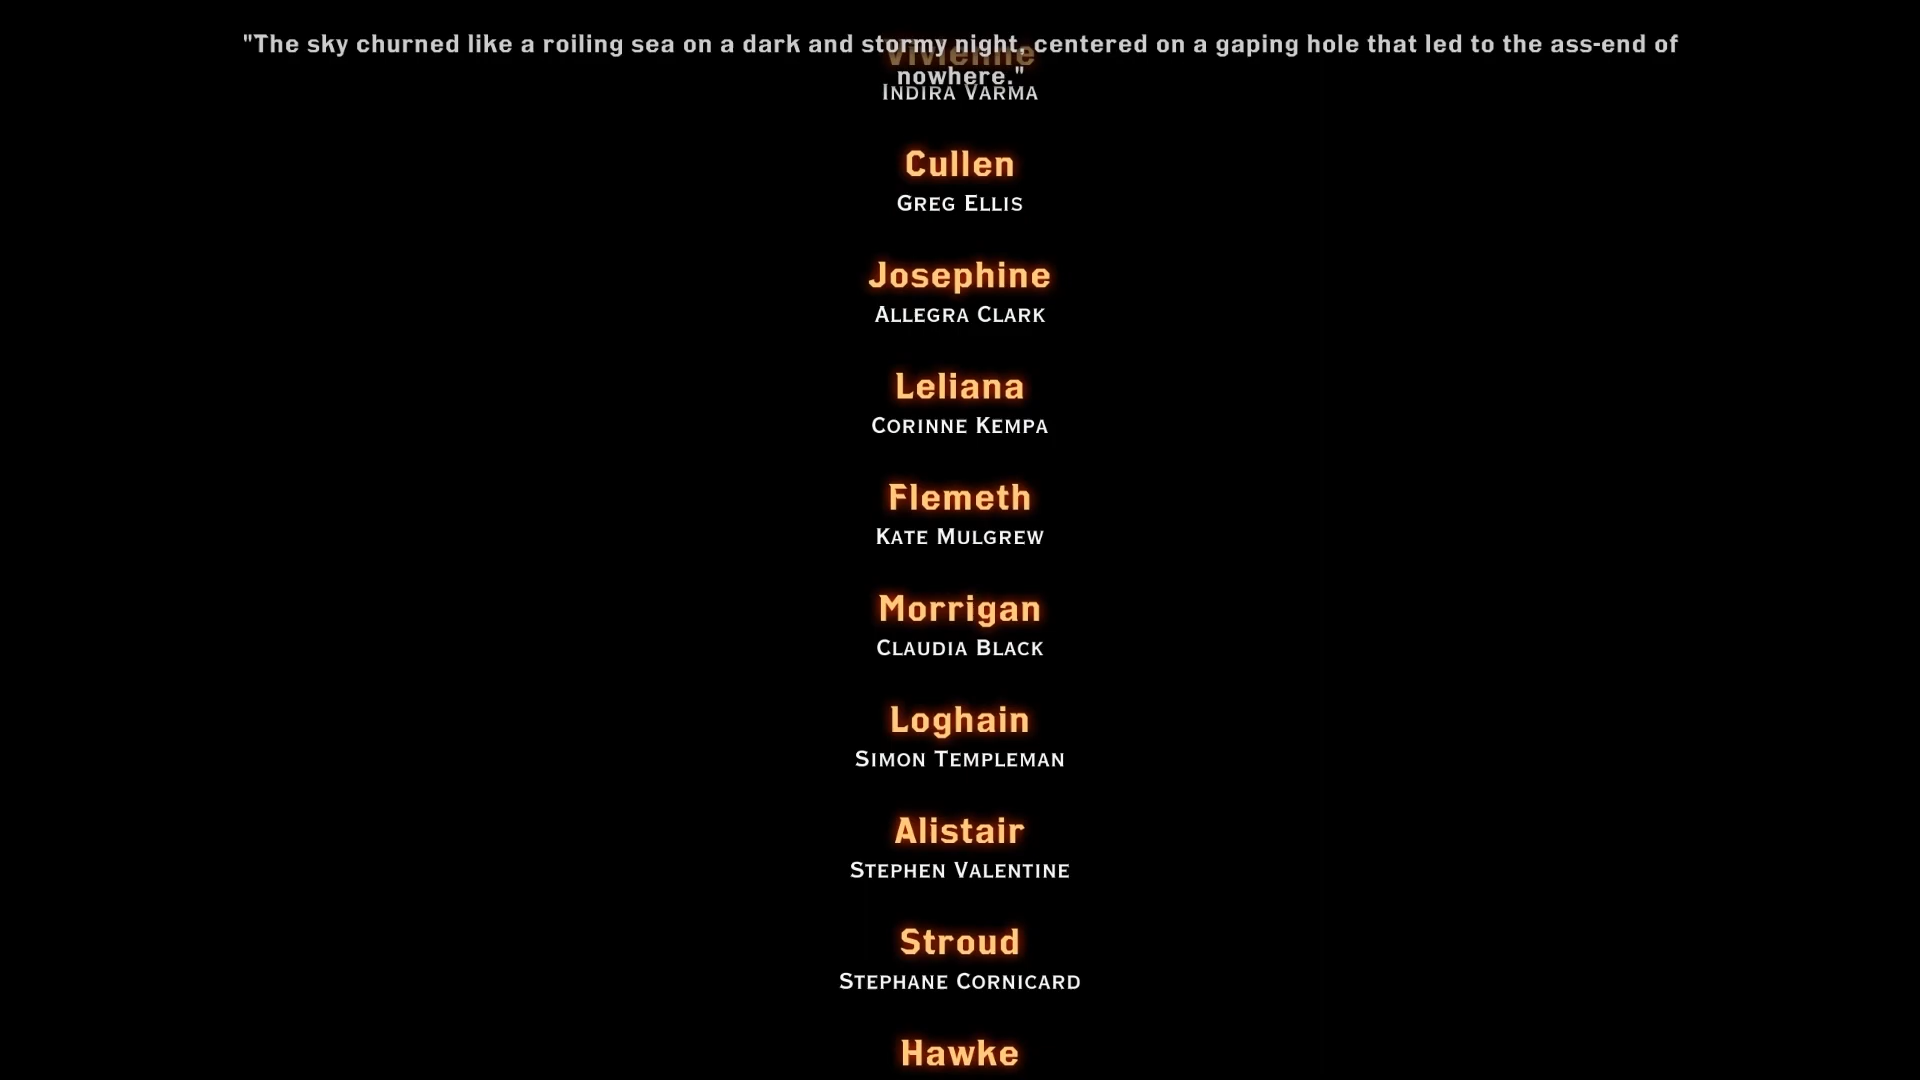 "The sky churned like a roiling sea on a dark and stormy night, centered on a gaping hole that led to the ass-end of
nowhere."
Vivienne
Indira Varma
Cullen
Greg Ellis
Josephine
Allegra Clark
Leliana
Corinne Kempa
Flemeth
Kate Mulgrew
Morrigan
Claudia Black
Loghain
Simon Templeman
Alistair
Stephen Valentine
Stroud
Stephane Cornicard
Hawke